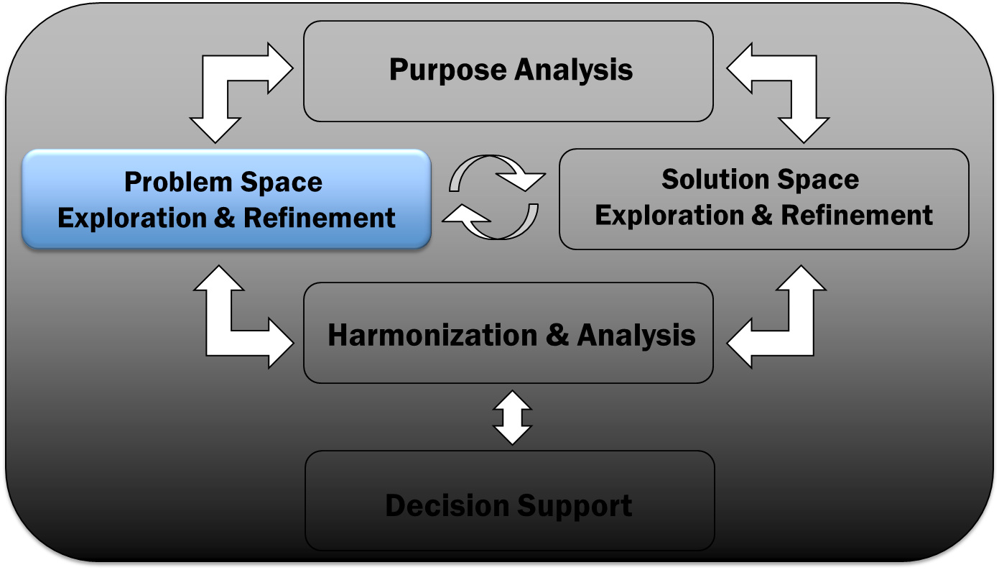 Purpose Analysis
Problem Space
Exploration & Refinement
Solution Space
Exploration & Refinement
Harmonization & Analysis
Decision Support